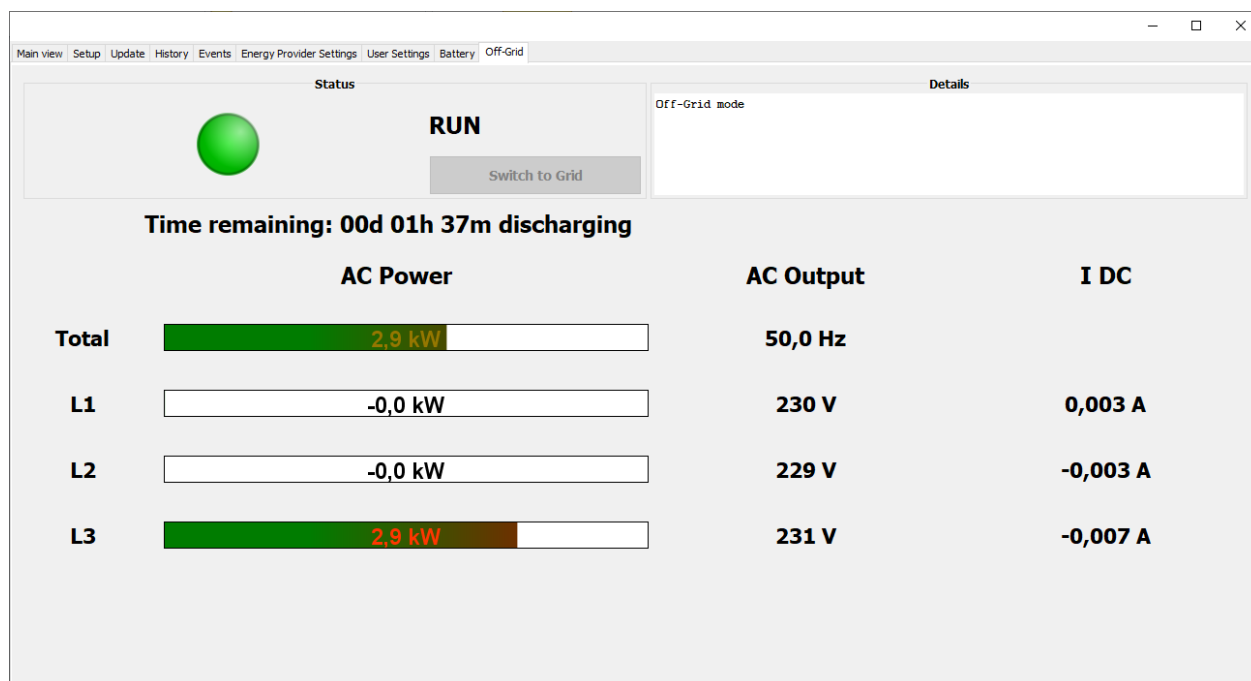 Main view Setup Update History Events Energy Provider Settings User Settings Battery Off-Grid
Status
RUN
Switch to Grid
Details
Off-Grid mode
Time remaining: 00d 01h 37m discharging
AC Power AC Output I DC
Total 2,9 kW 50,0 Hz
L1 -0,0 kW 230 V 0,003 A
L2 -0,0 kW 229 V -0,003 A
L3 2,9 kW 231 V -0,007 A